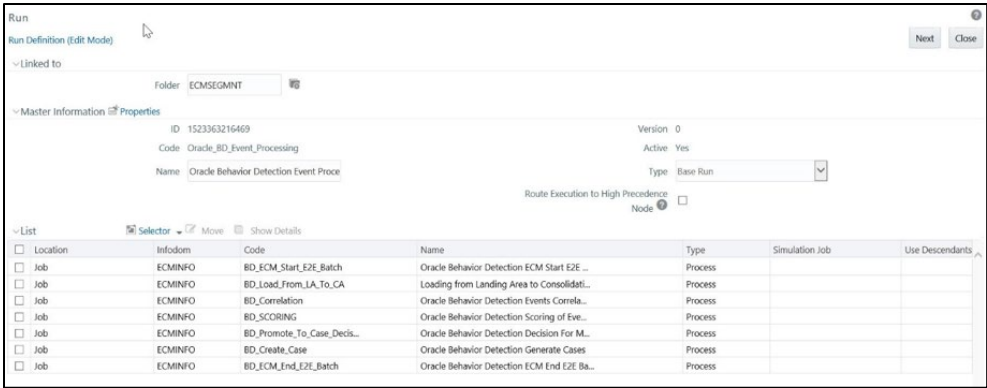 Run
Run Definition (Edit Mode)
Next Close
Linked to
Folder ECMSEGMNT
Master Information Properties
ID 1523363216469 Version 0
Code Oracle_BD_Event_Processing Active Yes
Name Oracle Behavior Detection Event Proce Type Base Run
Route Execution to High Precedence
Node
List Selector Move Show Details
Location Infodom Code Name Type Simulation Job Use Descendants
Job ECMINFO BD_ECM_Start_E2E_Batch Oracle Behavior Detection ECM Start E2E ... Process
Job ECMINFO BD_Load_From_LA_To_CA Loading from Landing Area to Consolidati... Process
Job ECMINFO BD_Correlation Oracle Behavior Detection Events Correla... Process
Job ECMINFO BD_SCORING Oracle Behavior Detection Scoring of Eve... Process
Job ECMINFO BD_Promote_To_Case_Decis... Oracle Behavior Detection Decision For M... Process
Job ECMINFO BD_Create_Case Oracle Behavior Detection Generate Cases Process
Job ECMINFO BD_ECM_End_E2E_Batch Oracle Behavior Detection ECM End E2E Ba... Process